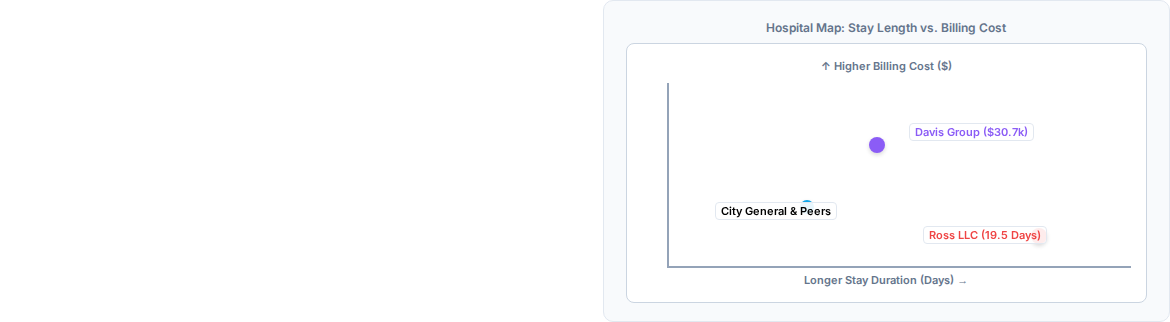 Hospital Map: Stay Length vs. Billing Cost
↑ Higher Billing Cost ($)
Davis Group ($30.7k)
City General & Peers
Ross LLC (19.5 Days)
Longer Stay Duration (Days) →